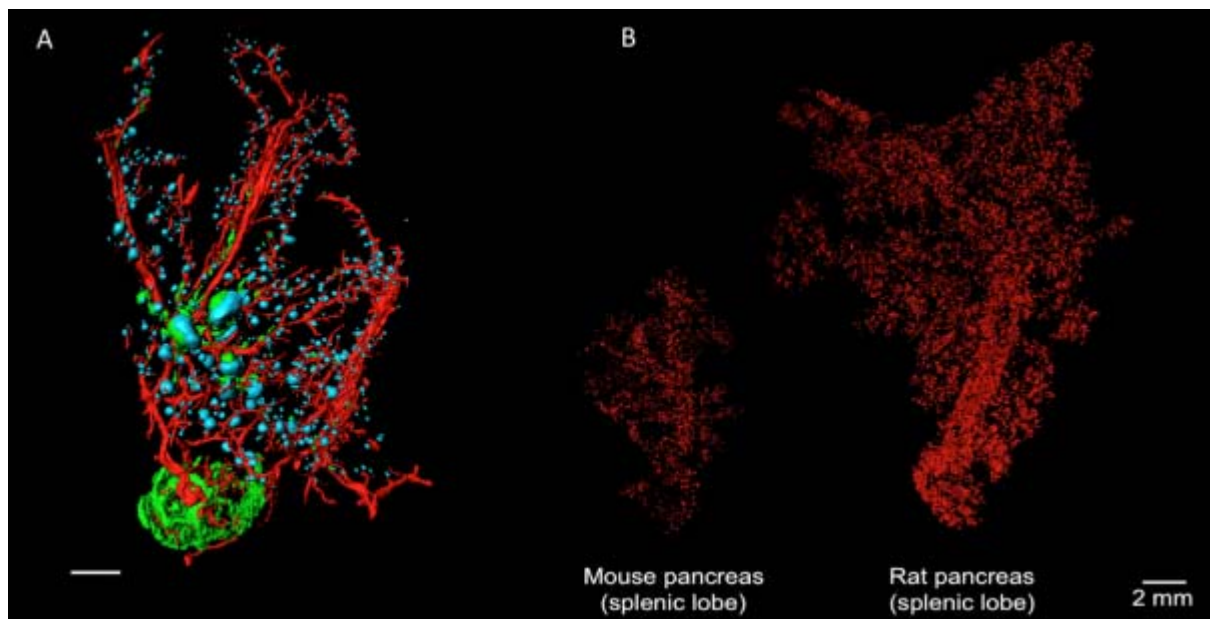 A
B
Mouse pancreas
(splenic lobe)
Rat pancreas
(splenic lobe)
2 mm